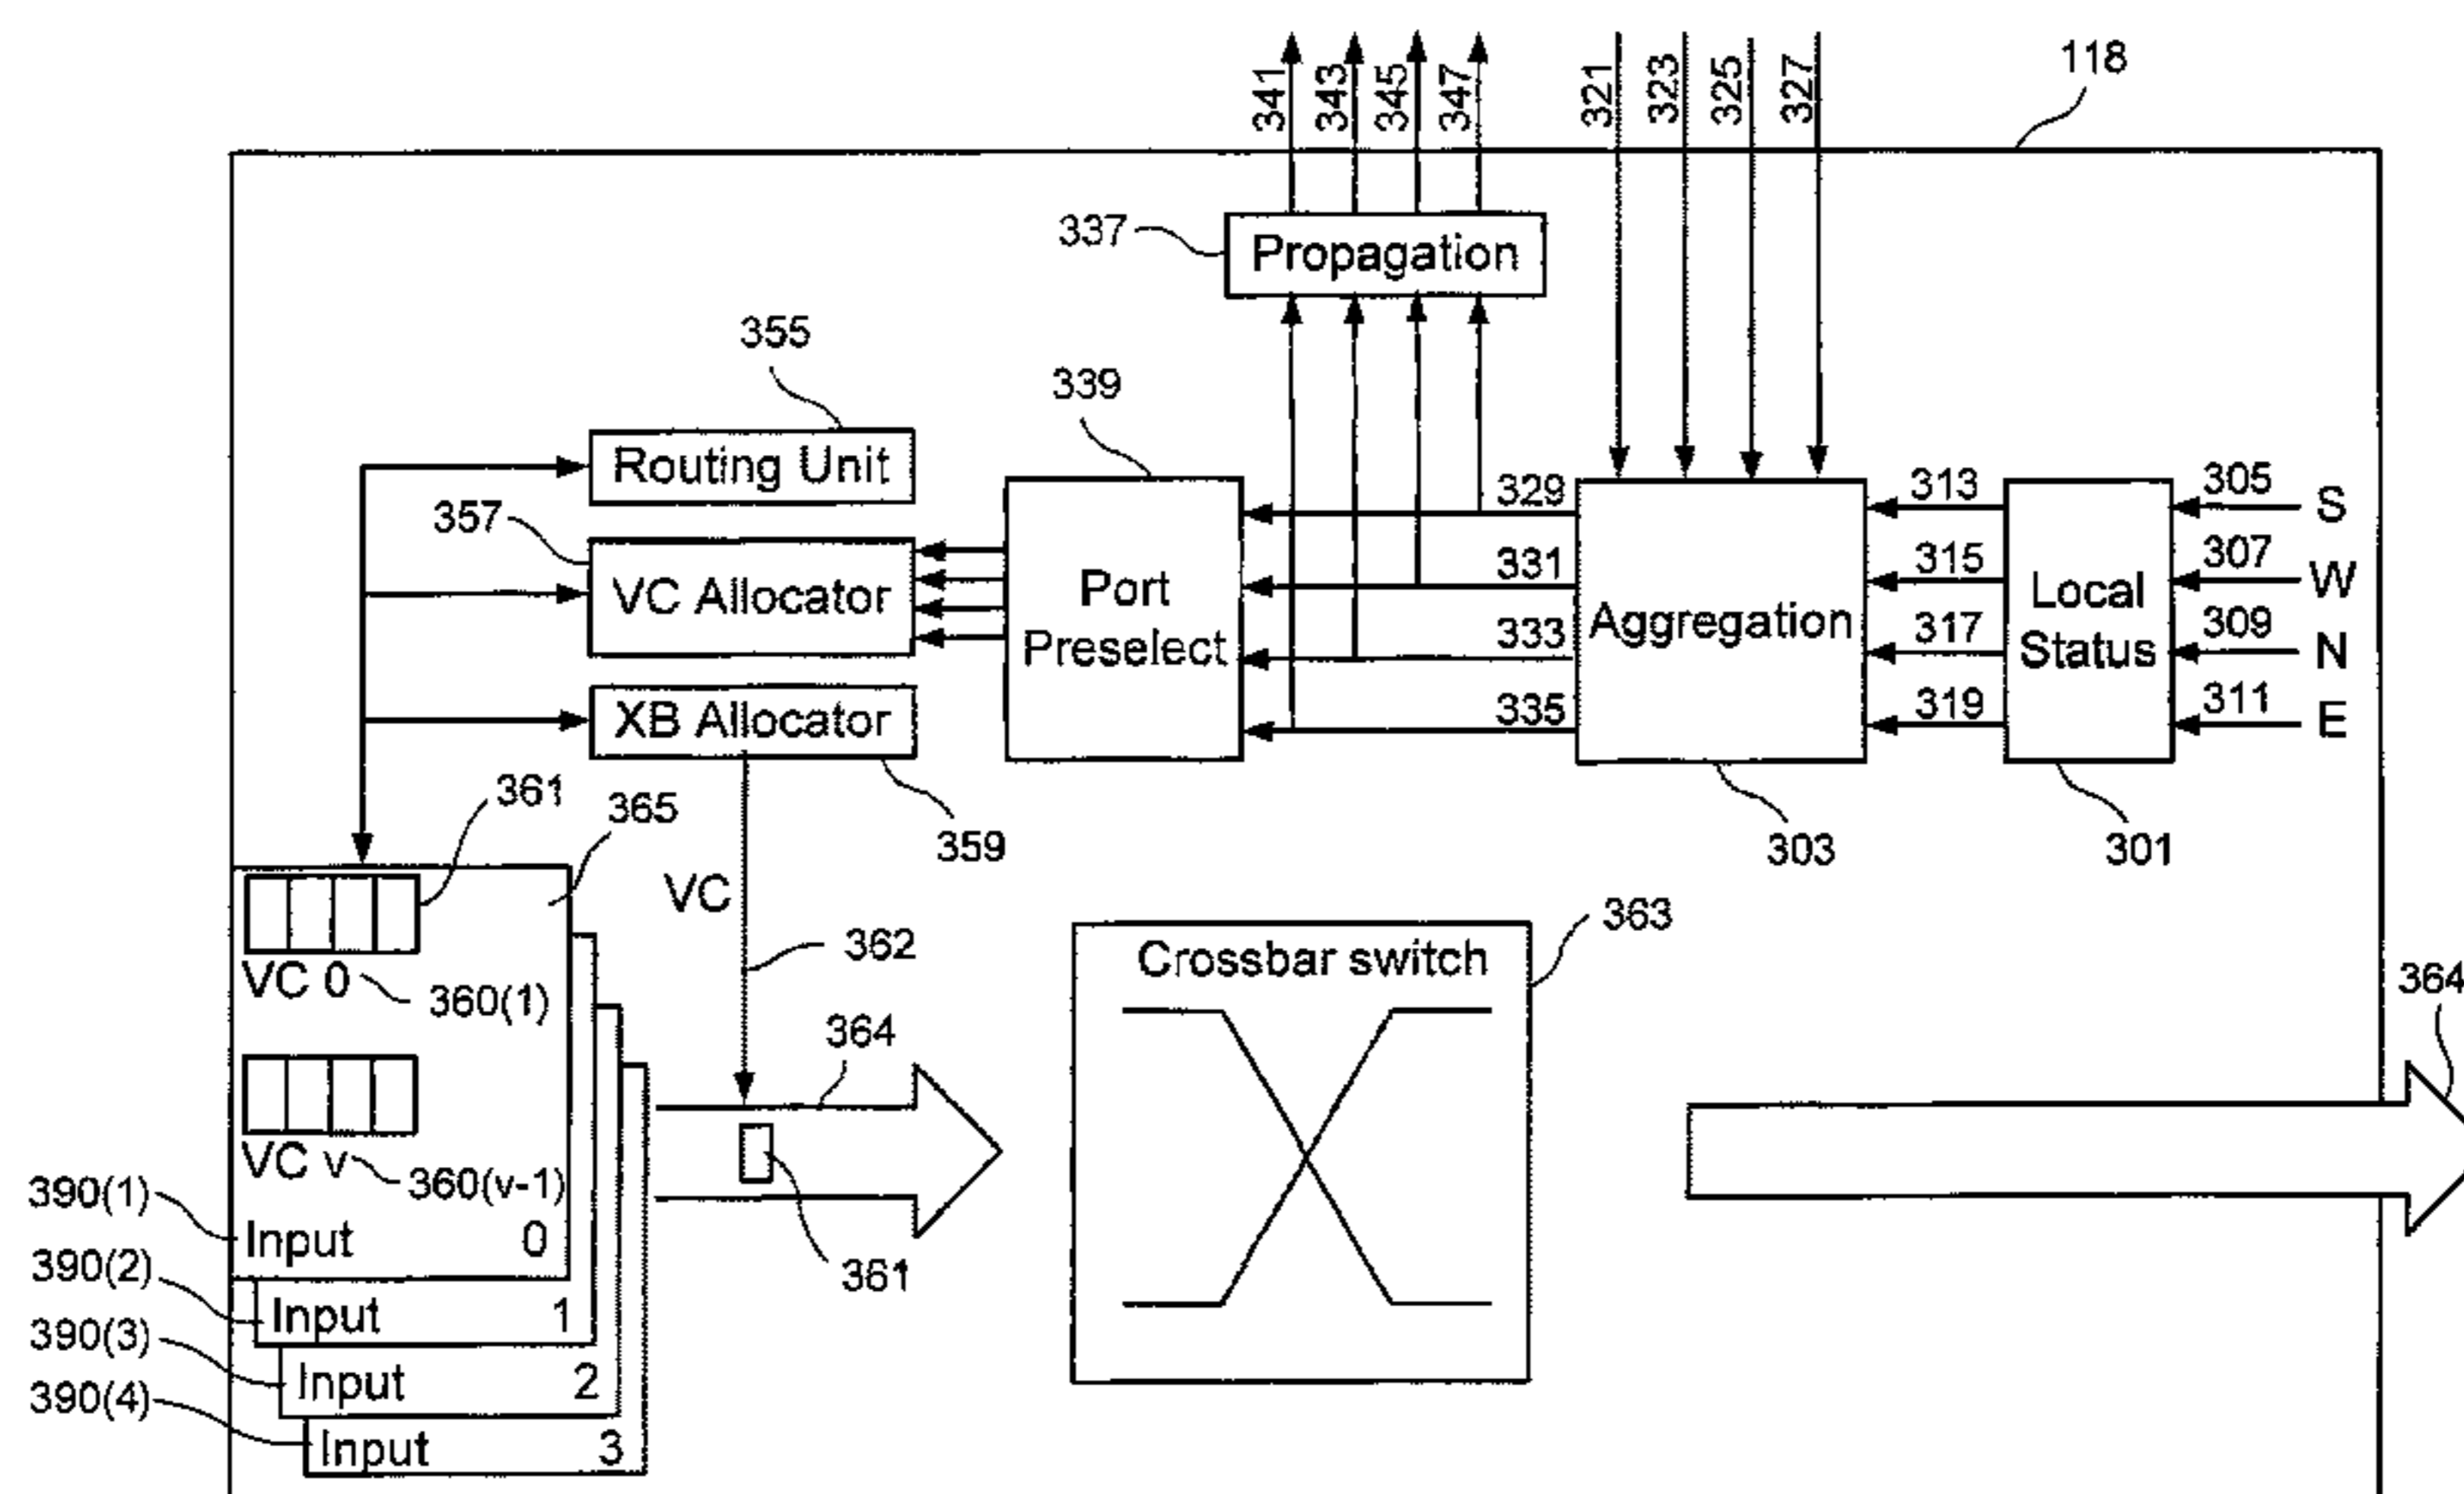 341
343
345
347
321
323
325
327
118
337
Propagation
355
339
Routing Unit
357
VC Allocator
XB Allocator
359
Port
Preselect
329
331
333
335
Aggregation
303
313
315
317
319
Local
Status
301
305 S
307 W
309 N
311 E
361
365
VC
362
VC 0
360(1)
364
361
VC v
360(v-1)
Crossbar switch
363
364
390(1)
Input 0
390(2)
Input 1
390(3)
Input 2
390(4)
Input 3